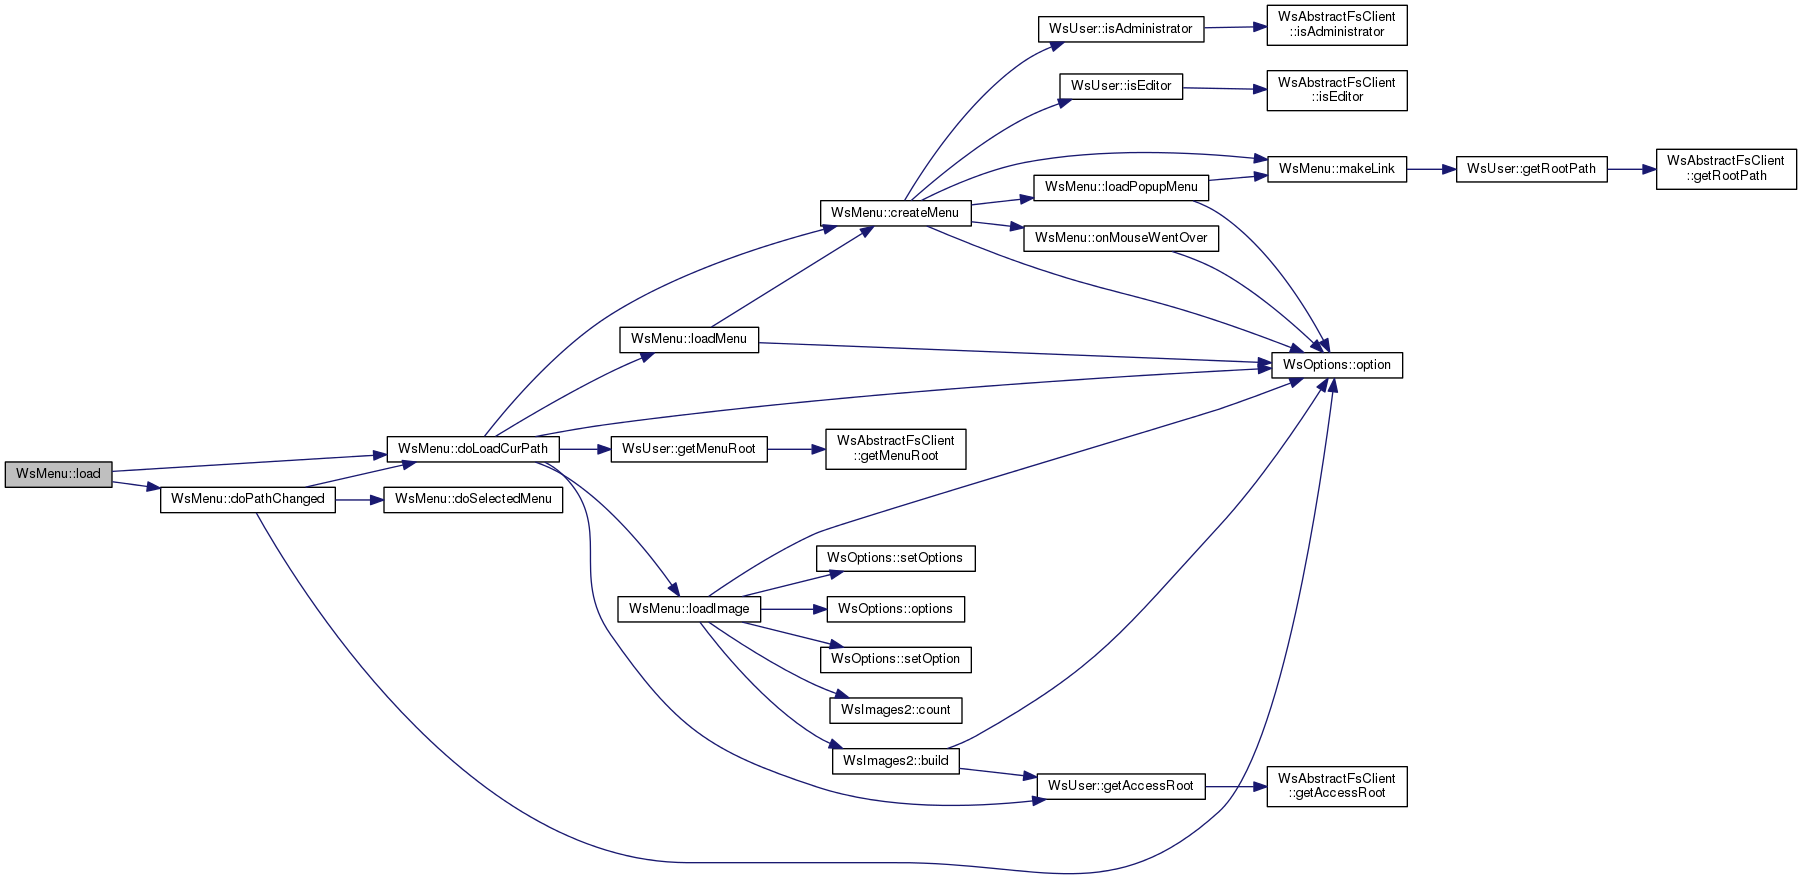 WsUser::isAdministrator
WsAbstractFsClient
::isAdministrator
WsUser::isEditor
WsAbstractFsClient
::isEditor
WsMenu::makeLink
WsUser::getRootPath
WsAbstractFsClient
::getRootPath
WsMenu::loadPopupMenu
WsMenu::createMenu
WsMenu::onMouseWentOver
WsMenu::loadMenu
WsOptions::option
WsMenu::doLoadCurPath
WsUser::getMenuRoot
WsAbstractFsClient
::getMenuRoot
WsMenu::load
WsMenu::doPathChanged
WsMenu::doSelectedMenu
WsOptions::setOptions
WsMenu::loadImage
WsOptions::options
WsOptions::setOption
WsImages2::count
WsImages2::build
WsUser::getAccessRoot
WsAbstractFsClient
::getAccessRoot